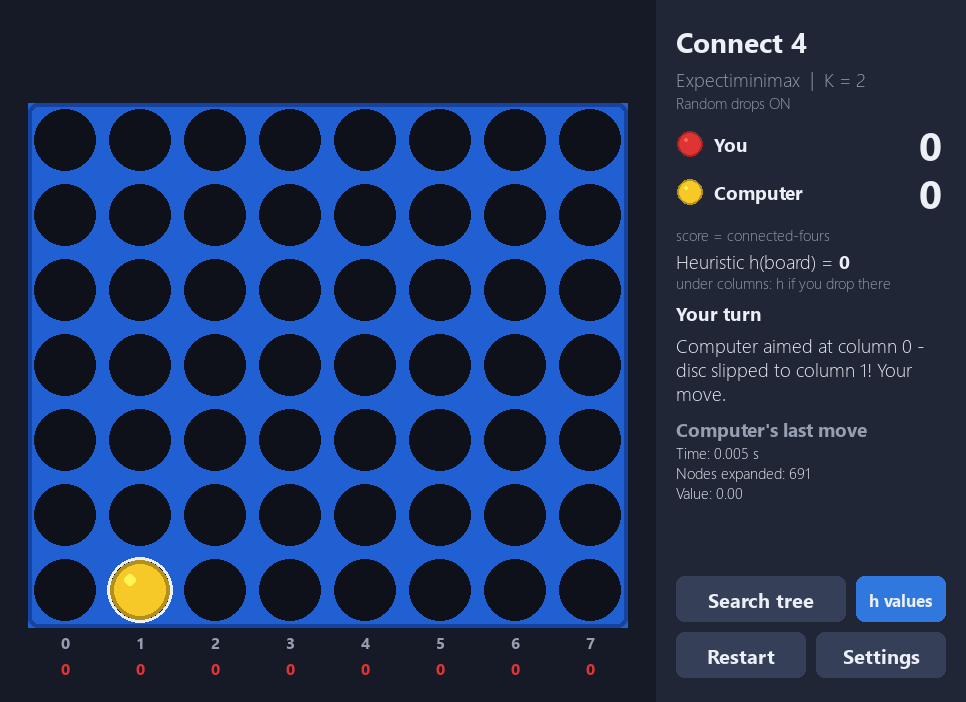 Connect 4
Expectiminimax | K = 2
Random drops ON
You 0
Computer 0
score = connected-fours
Heuristic h(board) = 0
under columns: h if you drop there
Your turn
Computer aimed at column 0 -
disc slipped to column 1! Your
move.
Computer's last move
Time: 0.005 s
Nodes expanded: 691
Value: 0.00
Search tree h values
Restart Settings
0 1 2 3 4 5 6 7
0 0 0 0 0 0 0 0